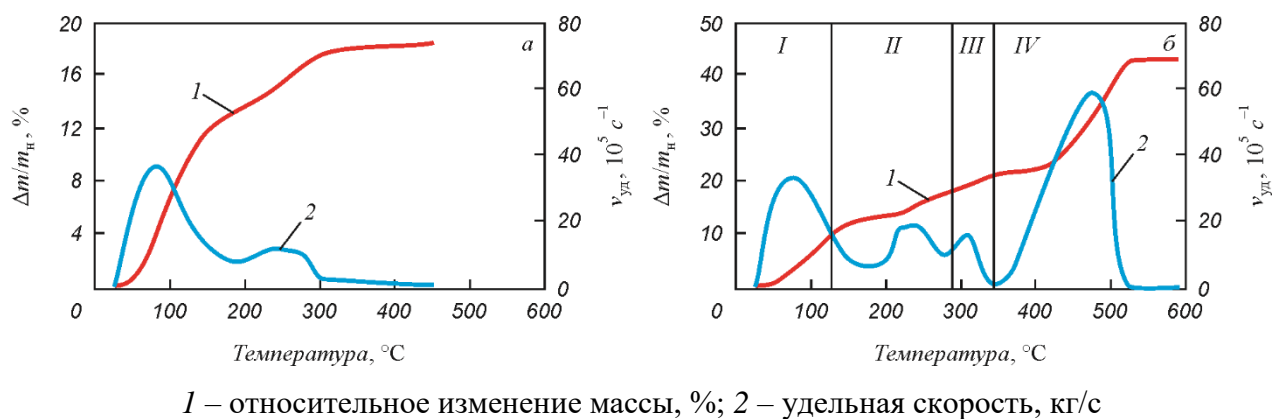 20
16
12
8
4
Δm/mн, %
80
60
40
20
0
vуд, 10⁵ с⁻¹
а
1
2
0 100 200 300 400 500 600
Температура, °С
50
40
30
20
10
Δm/mн, %
80
60
40
20
0
vуд, 10⁵ с⁻¹
I II III IV б
1
2
0 100 200 300 400 500 600
Температура, °С
1 – относительное изменение массы, %; 2 – удельная скорость, кг/с